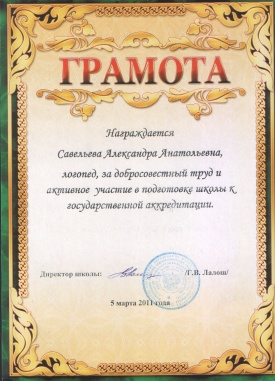 ГРАМОТА
Награждается
Савельева Александра Анатольевна,
логопед, за добросовестный труд и
активное участие в подготовке школы к
государственной аккредитации.
Директор школы: /Г.В. Лалош/
5 марта 2011 года